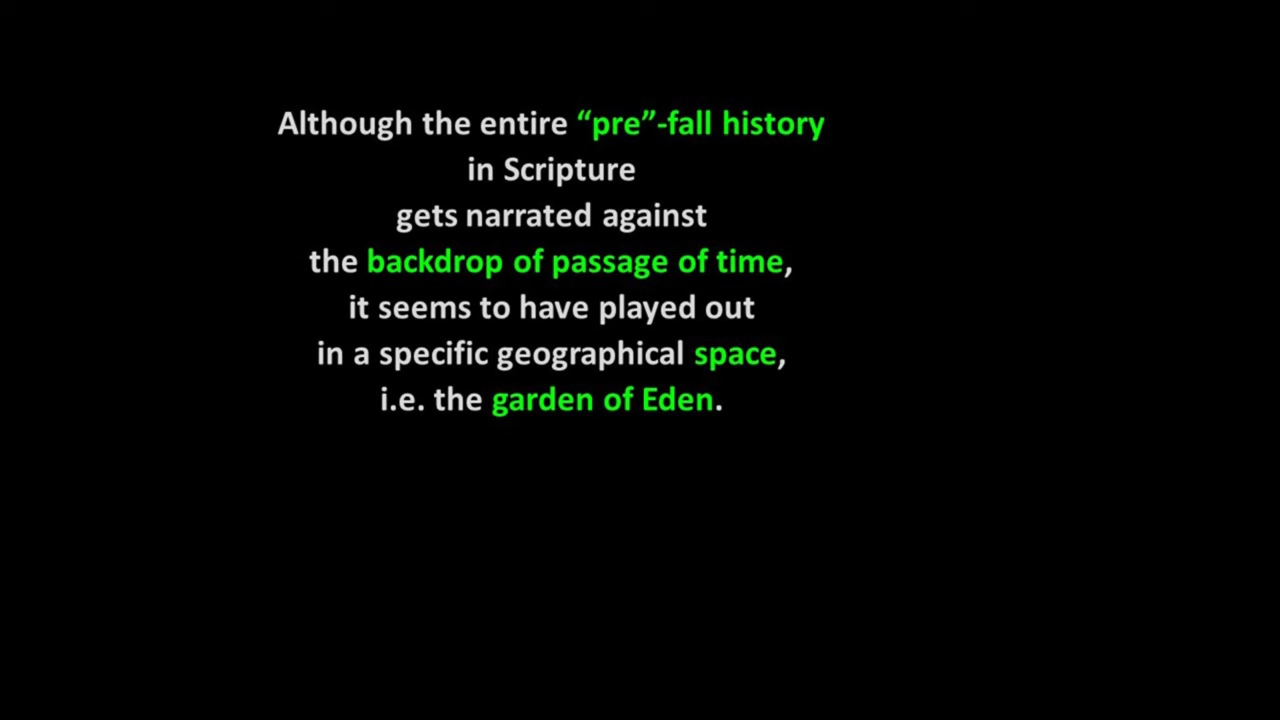 Although the entire “pre”-fall history
in Scripture
gets narrated against
the backdrop of passage of time,
it seems to have played out
in a specific geographical space,
i.e. the garden of Eden.